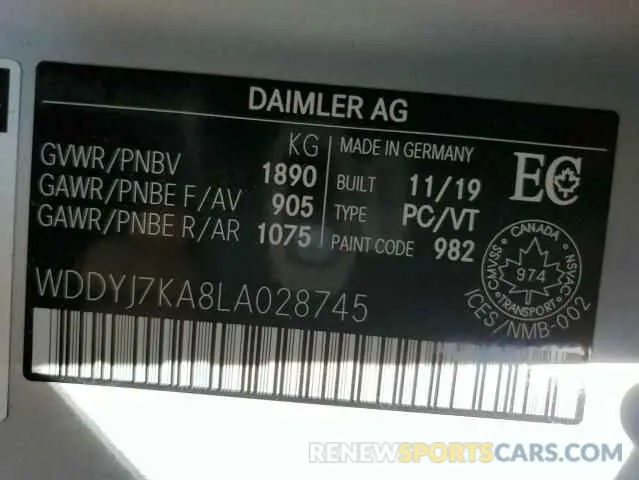 DAIMLER AG
KG
MADE IN GERMANY
GVWR/PNBV 1890
BUILT 11/19
GAWR/PNBE F/AV 905
TYPE PC/VT
GAWR/PNBE R/AR 1075
PAINT CODE 982
EC
CANADA
CMVSS
974
NSVAC
TRANSPORT
ICES/NMB-002
WDDYJ7KA8LA028745
RENEWSPORTSCARS.COM